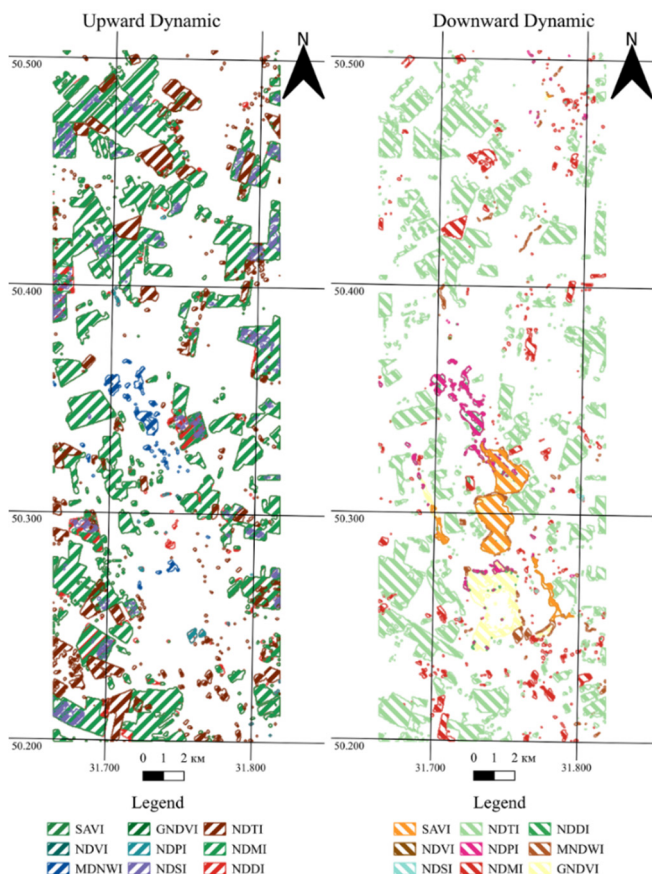 Upward Dynamic
Downward Dynamic
N
N
50.500
50.500
50.400
50.400
50.300
50.300
50.200
50.200
31.700
31.800
31.700
31.800
0 1 2 км
0 1 2 км
Legend
Legend
SAVI GNDVI NDTI
NDVI NDPI NDMI
MDNWI NDSI NDDI
SAVI NDTI NDDI
NDVI NDPI MNDWI
NDSI NDMI GNDVI